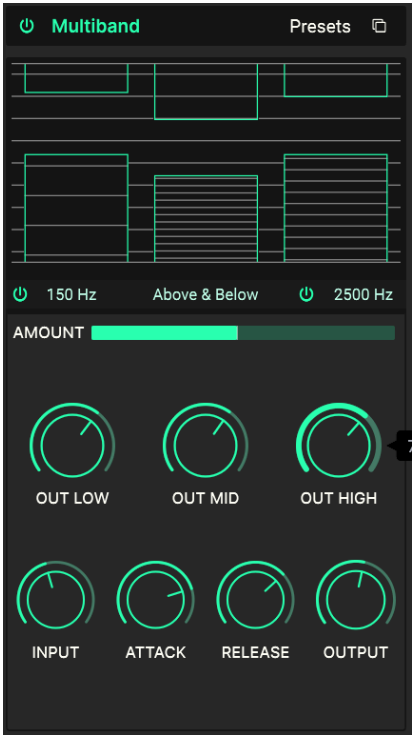 Multiband Presets
150 Hz Above & Below 2500 Hz
AMOUNT
OUT LOW OUT MID OUT HIGH
INPUT ATTACK RELEASE OUTPUT